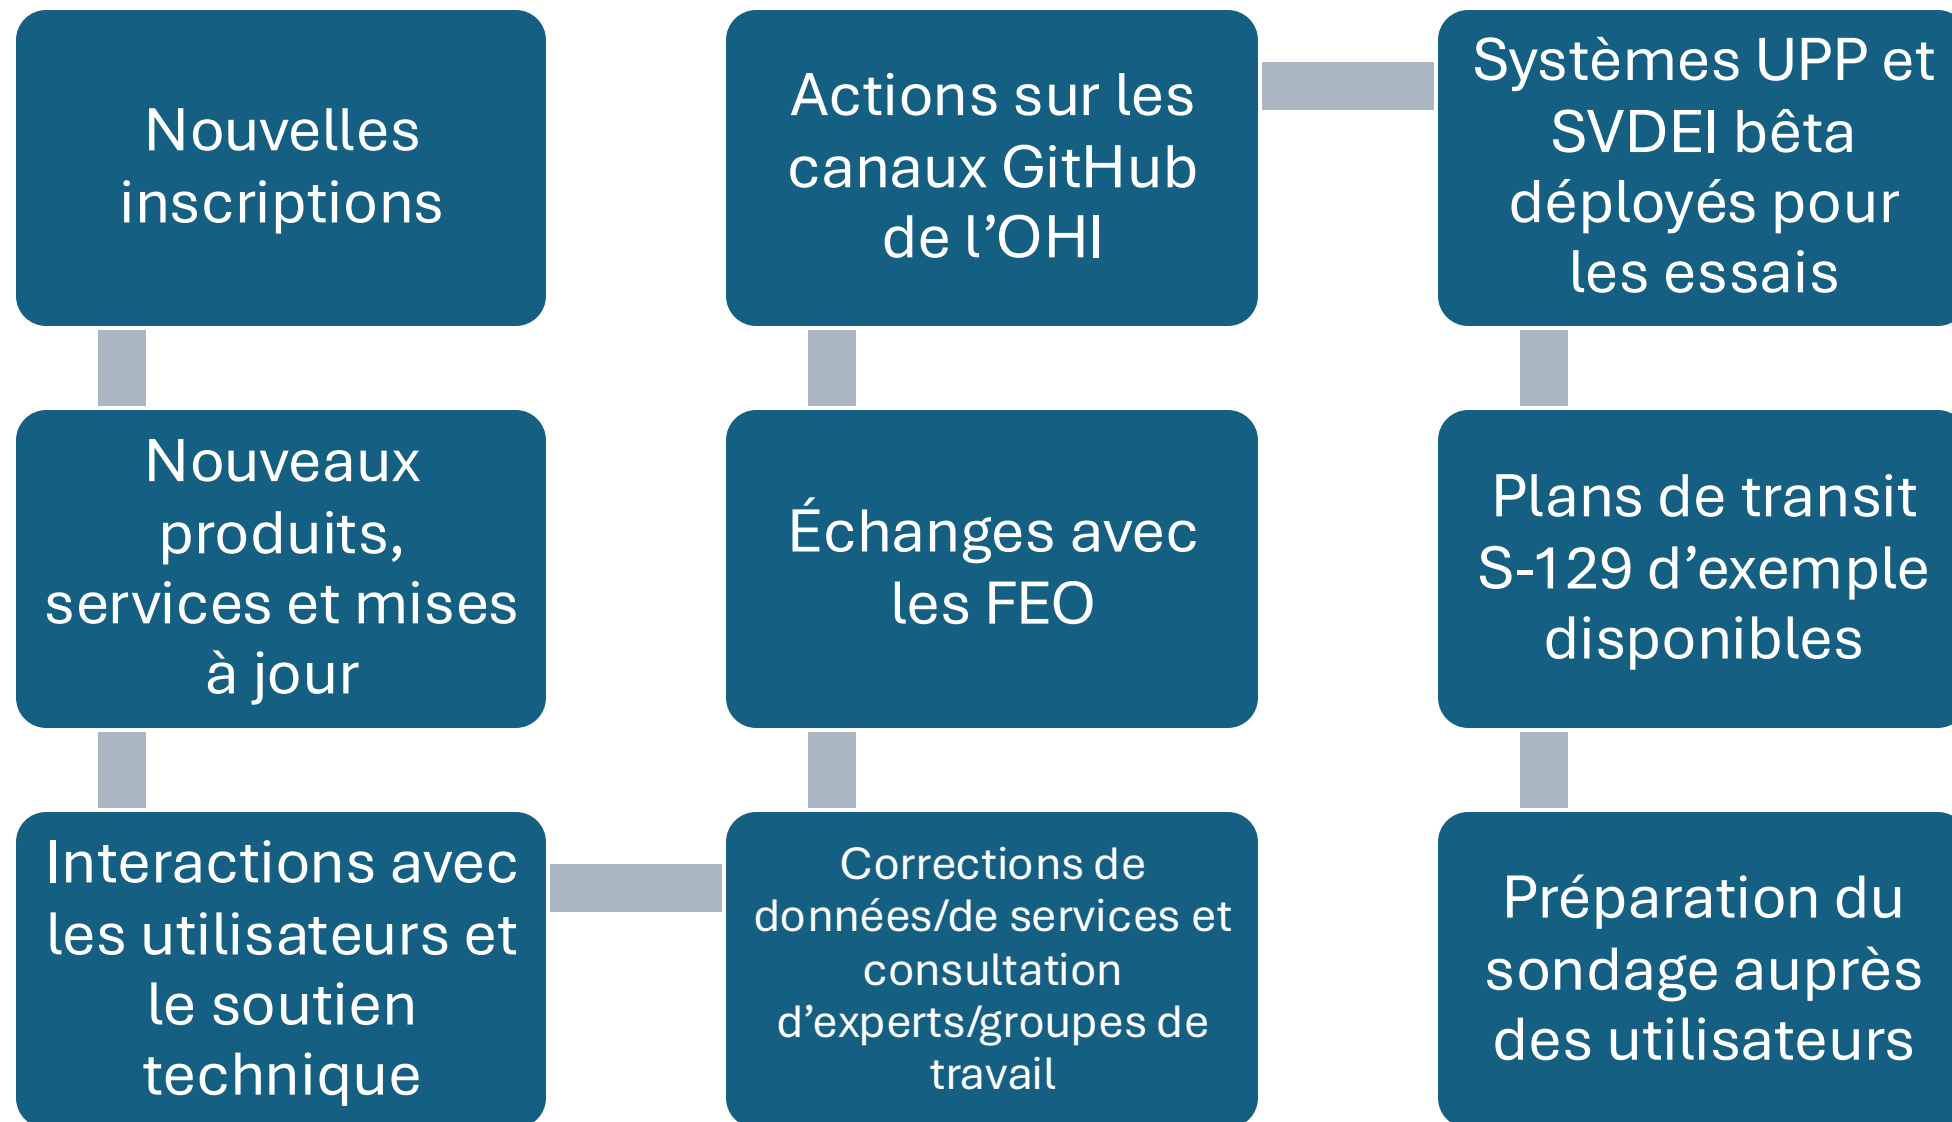 Nouvelles
inscriptions
Nouveaux
produits,
services et mises
à jour
Interactions avec
les utilisateurs et
le soutien
technique
Corrections de
données/de services et
consultation
d’experts/groupes de
travail
Échanges avec
les FEO
Actions sur les
canaux GitHub
de l’OHI
Systèmes UPP et
SVDEI bêta
déployés pour
les essais
Plans de transit
S-129 d’exemple
disponibles
Préparation du
sondage auprès
des utilisateurs